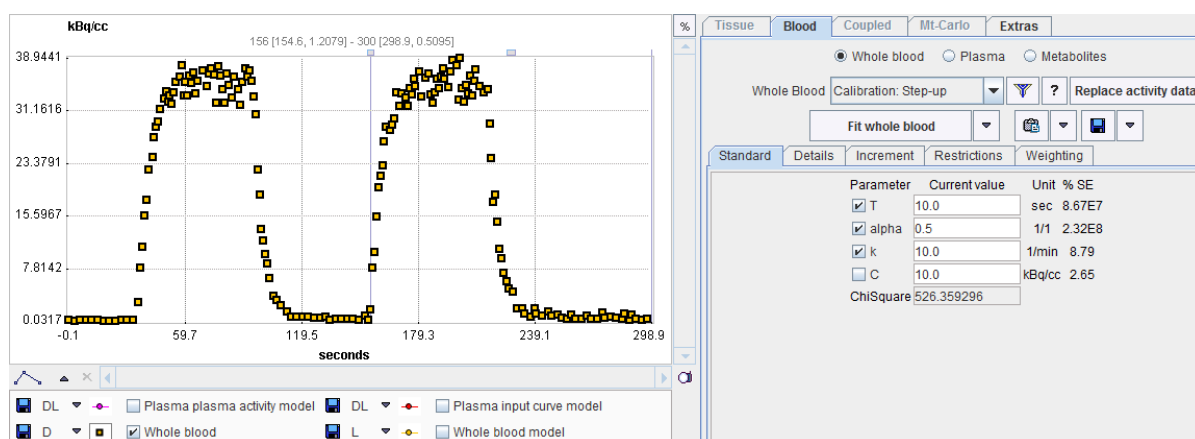 kBq/cc
156 [154.6, 1.2079] - 300 [298.9, 0.5095]
38.9441
31.1616
23.3791
15.5967
7.8142
0.0317
-0.1 59.7 119.5 179.3 239.1 298.9
seconds
%
DL Plasma plasma activity model DL Plasma input curve model
D Whole blood L Whole blood model
Tissue Blood Coupled Mt-Carlo Extras
Whole blood Plasma Metabolites
Whole Blood Calibration: Step-up ? Replace activity data
Fit whole blood
Standard Details Increment Restrictions Weighting
Parameter Current value Unit % SE
T 10.0 sec 8.67E7
alpha 0.5 1/1 2.32E8
k 10.0 1/min 8.79
C 10.0 kBq/cc 2.65
ChiSquare 526.359296